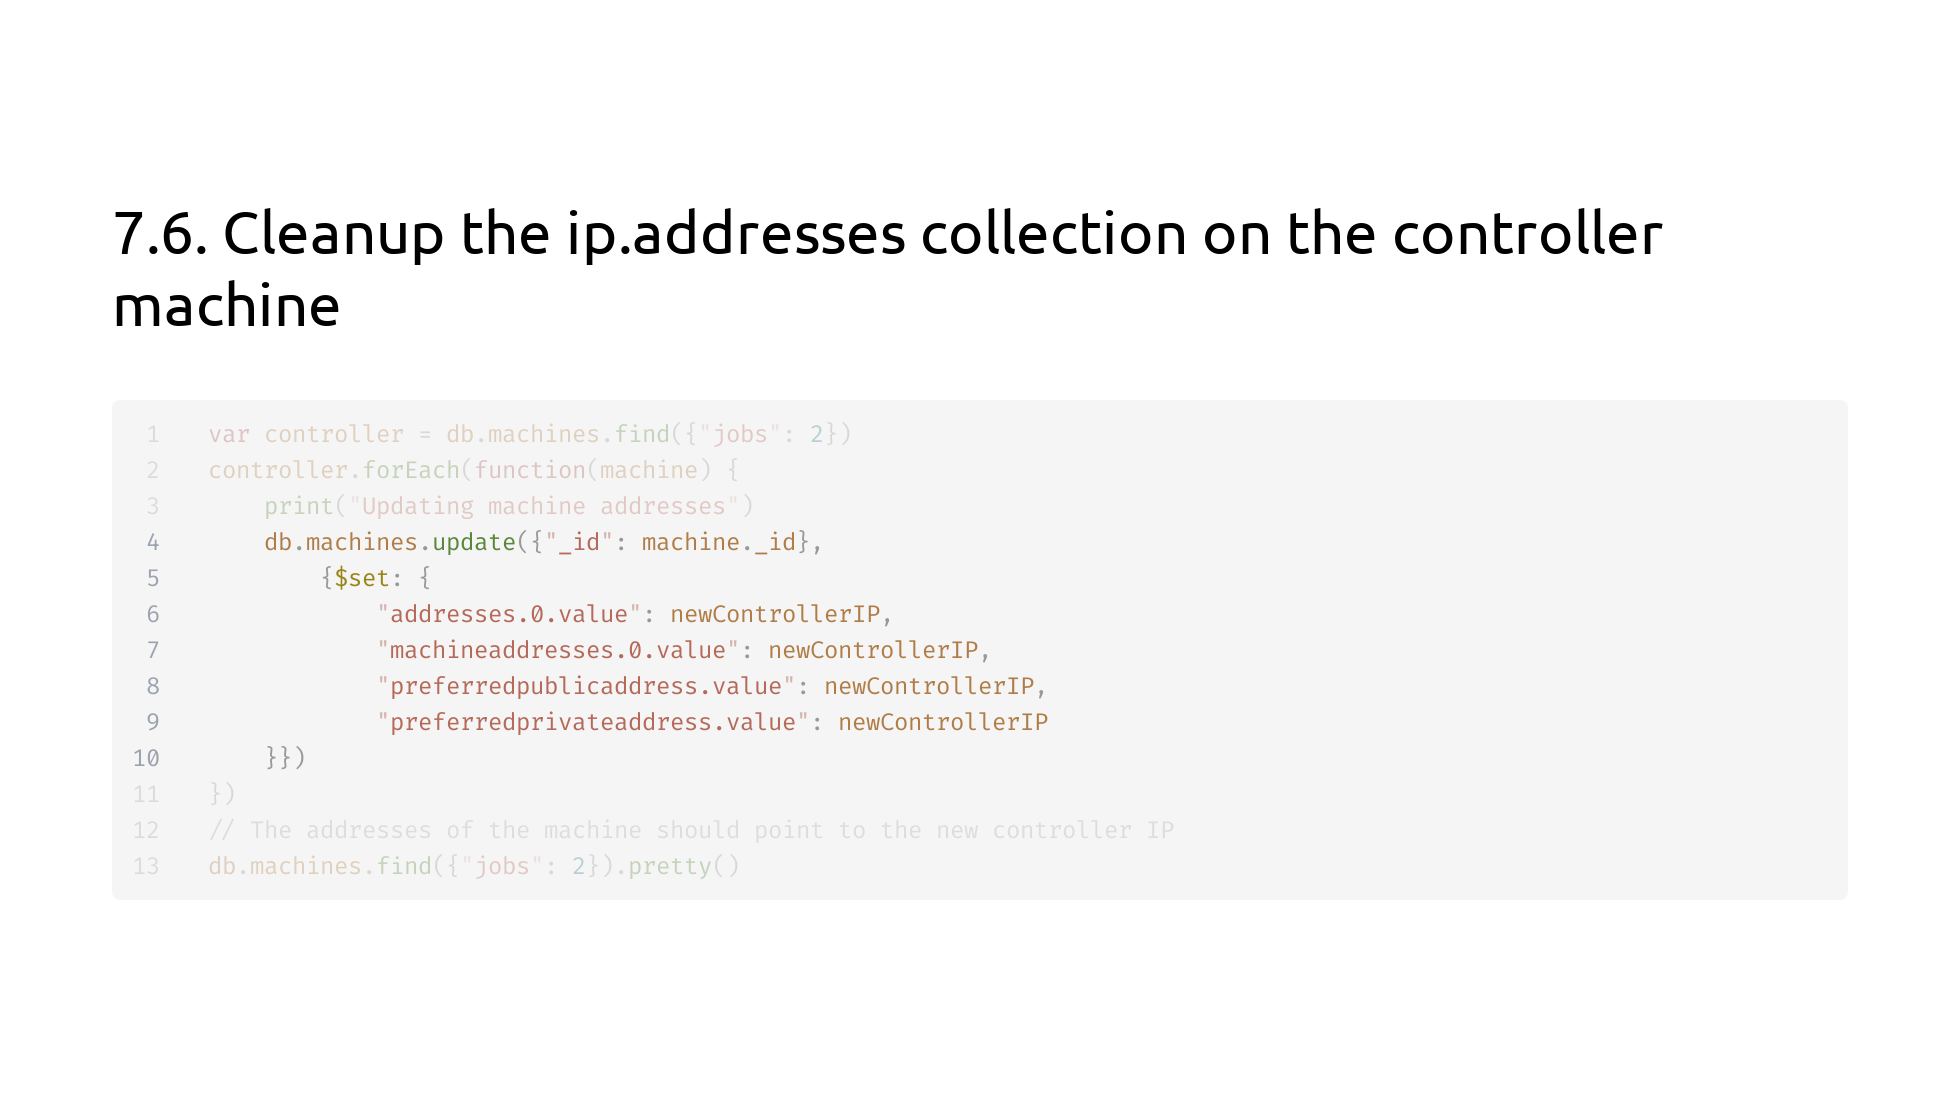 7.6. Cleanup the ip.addresses collection on the controller
machine
1 var controller = db.machines.find({"jobs": 2})
2 controller.forEach(function(machine) {
3     print("Updating machine addresses")
4     db.machines.update({"_id": machine._id},
5         {$set: {
6             "addresses.0.value": newControllerIP,
7             "machineaddresses.0.value": newControllerIP,
8             "preferredpublicaddress.value": newControllerIP,
9             "preferredprivateaddress.value": newControllerIP
10     }})
11 })
12 // The addresses of the machine should point to the new controller IP
13 db.machines.find({"jobs": 2}).pretty()